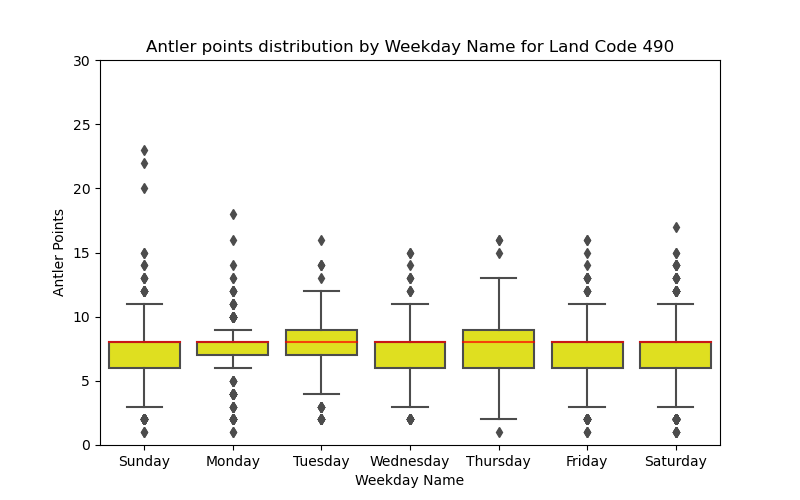 Antler points distribution by Weekday Name for Land Code 490
30
25
20
15
10
5
0
Antler Points
Sunday Monday Tuesday Wednesday Thursday Friday Saturday
Weekday Name